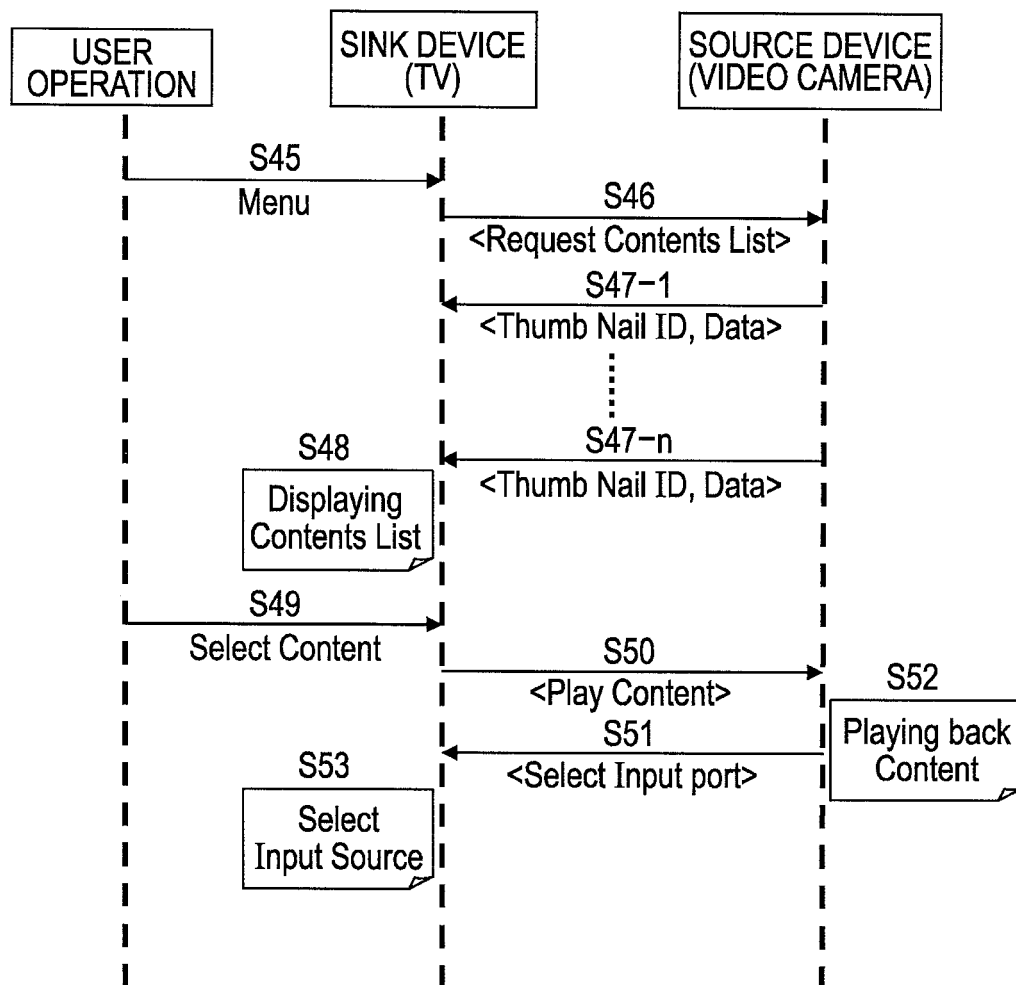 USER
OPERATION
SINK DEVICE
(TV)
SOURCE DEVICE
(VIDEO CAMERA)
S45
Menu
S46
<Request Contents List>
S47-1
<Thumb Nail ID, Data>
S47-n
<Thumb Nail ID, Data>
S48
Displaying
Contents List
S49
Select Content
S50
<Play Content>
S52
Playing back
Content
S51
<Select Input port>
S53
Select
Input Source